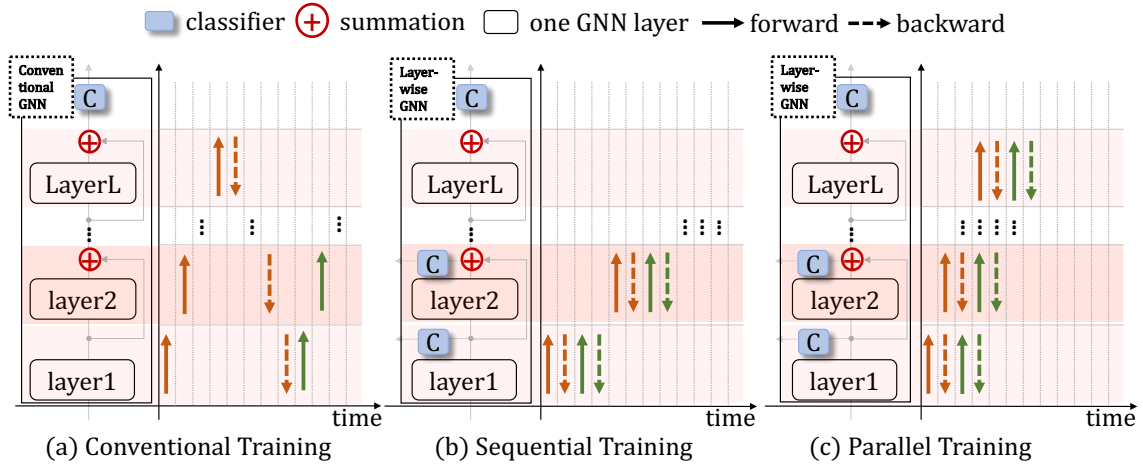 classifier + summation one GNN layer forward backward
Conven
tional
GNN
C
+
LayerL
+
layer2
layer1
time
(a) Conventional Training
Layer-
wise
GNN
C
+
LayerL
C
+
layer2
C
layer1
time
(b) Sequential Training
Layer-
wise
GNN
C
+
LayerL
C
+
layer2
C
layer1
time
(c) Parallel Training